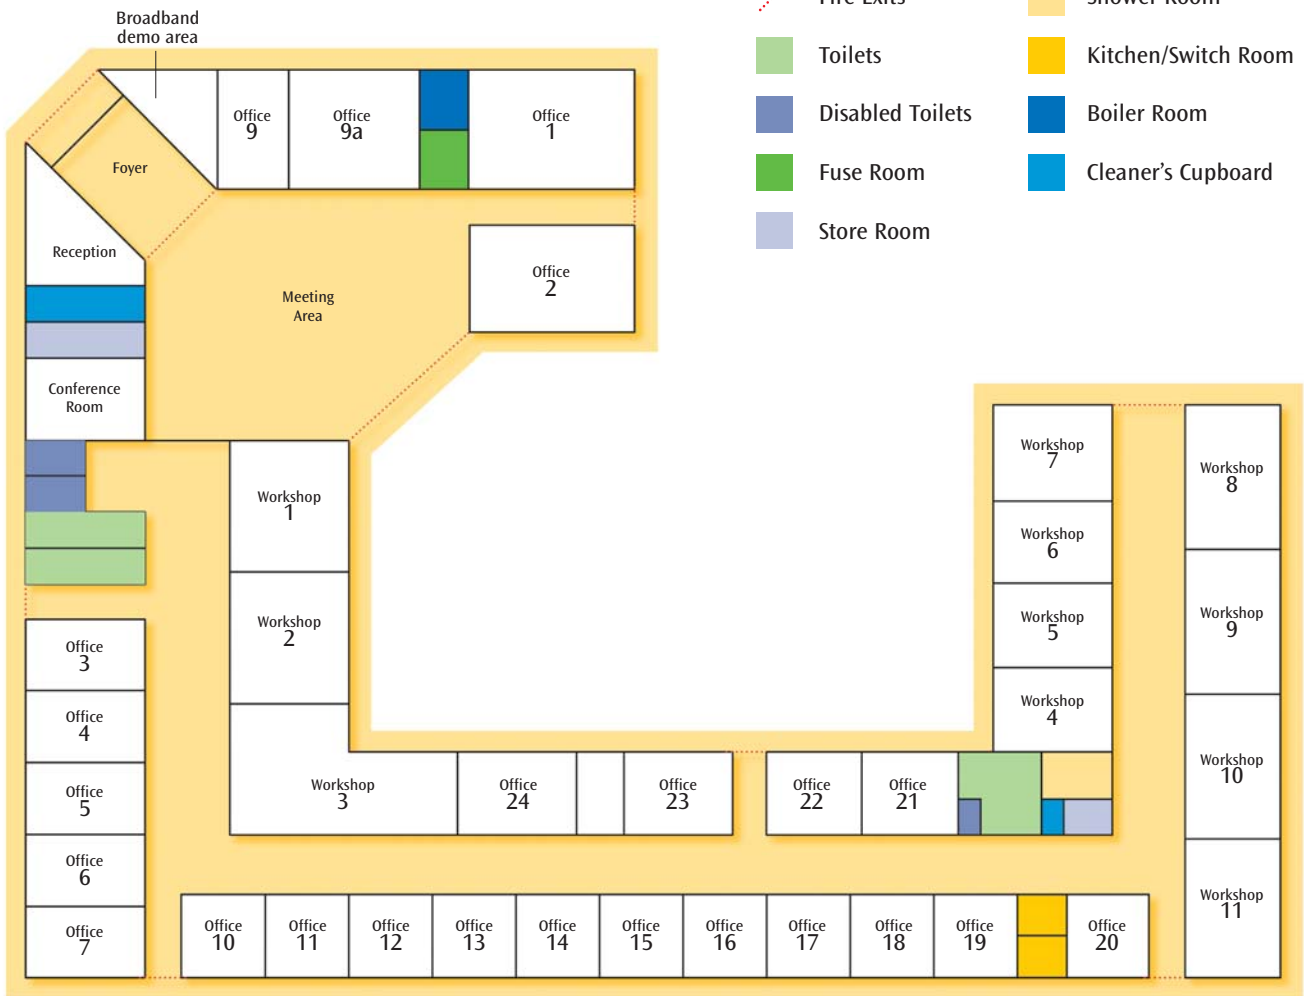 Broadband
demo area
Fire Exits
Shower Room
Toilets
Kitchen/Switch Room
Disabled Toilets
Boiler Room
Fuse Room
Cleaner's Cupboard
Store Room
Office
9
Office
9a
Office
1
Foyer
Reception
Office
2
Meeting
Area
Conference
Room
Workshop
1
Workshop
2
Workshop
3
Office
3
Office
4
Office
5
Office
6
Office
7
Office
24
Office
23
Office
22
Office
21
Workshop
7
Workshop
6
Workshop
5
Workshop
4
Workshop
8
Workshop
9
Workshop
10
Workshop
11
Office
10
Office
11
Office
12
Office
13
Office
14
Office
15
Office
16
Office
17
Office
18
Office
19
Office
20